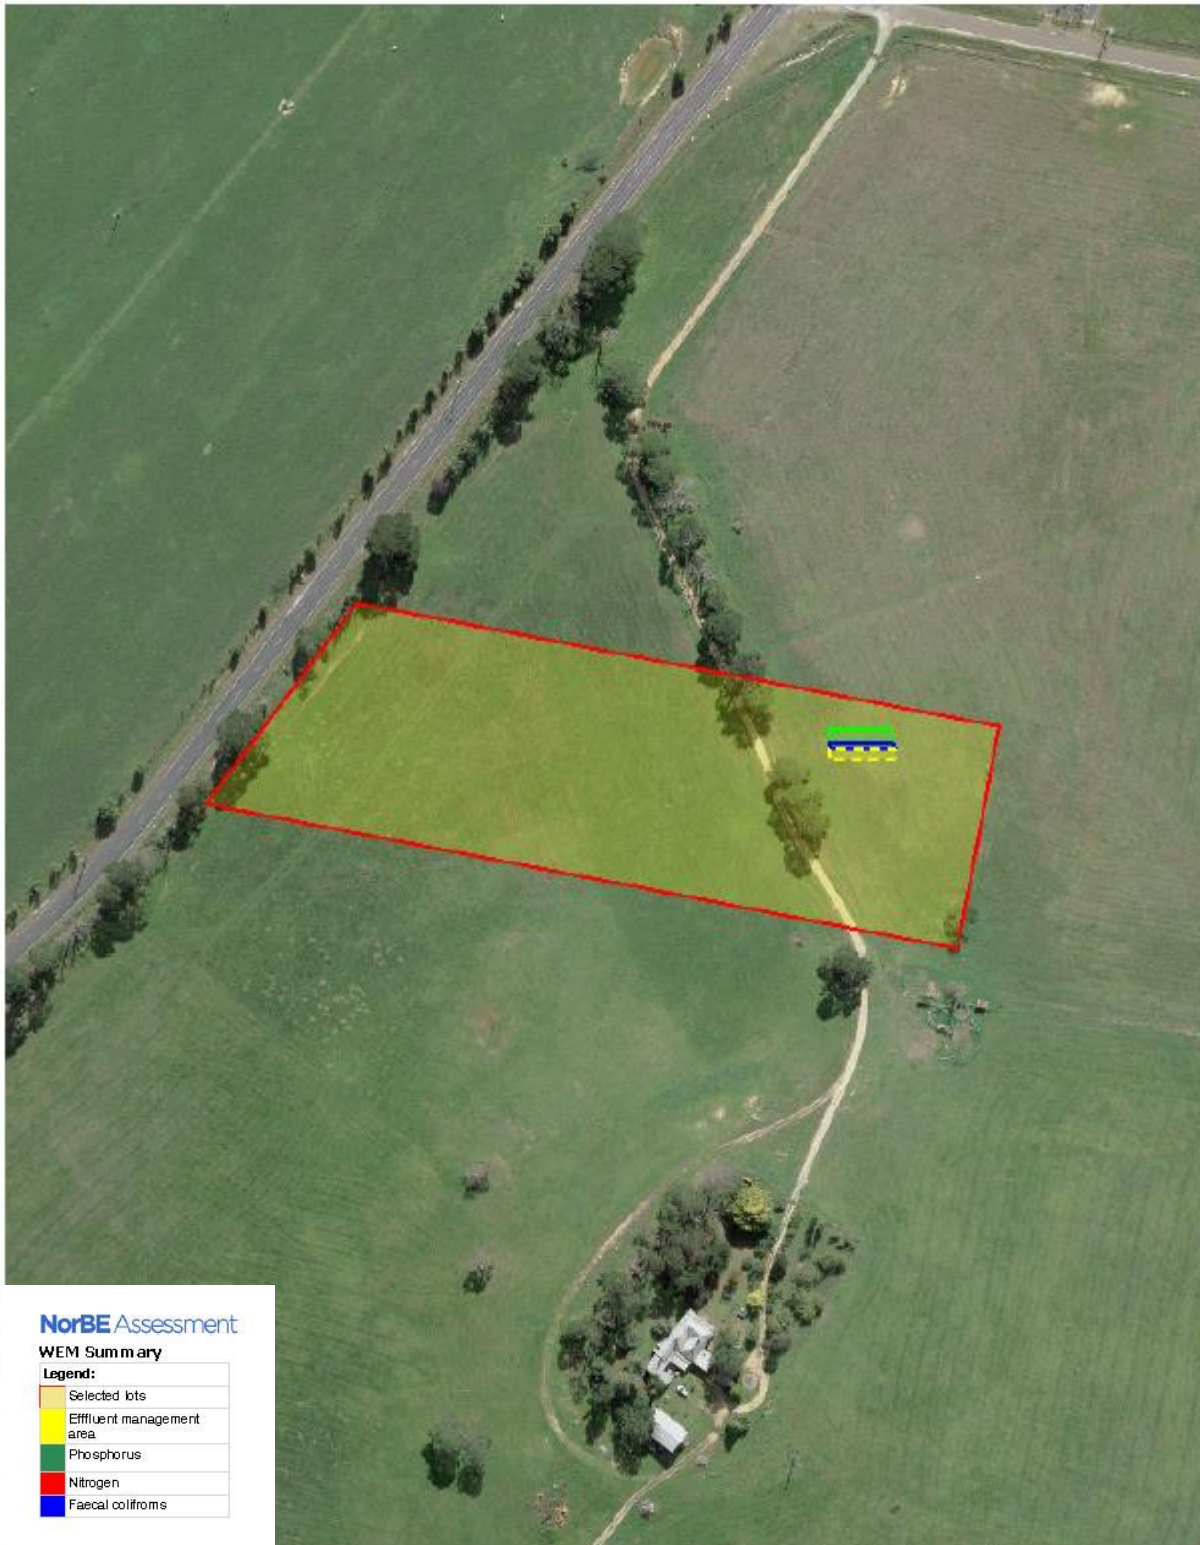 NorBE Assessment
WEM Summary
Legend:
Selected lots
Efffluent management
area
Phosphorus
Nitrogen
Faecal colifroms